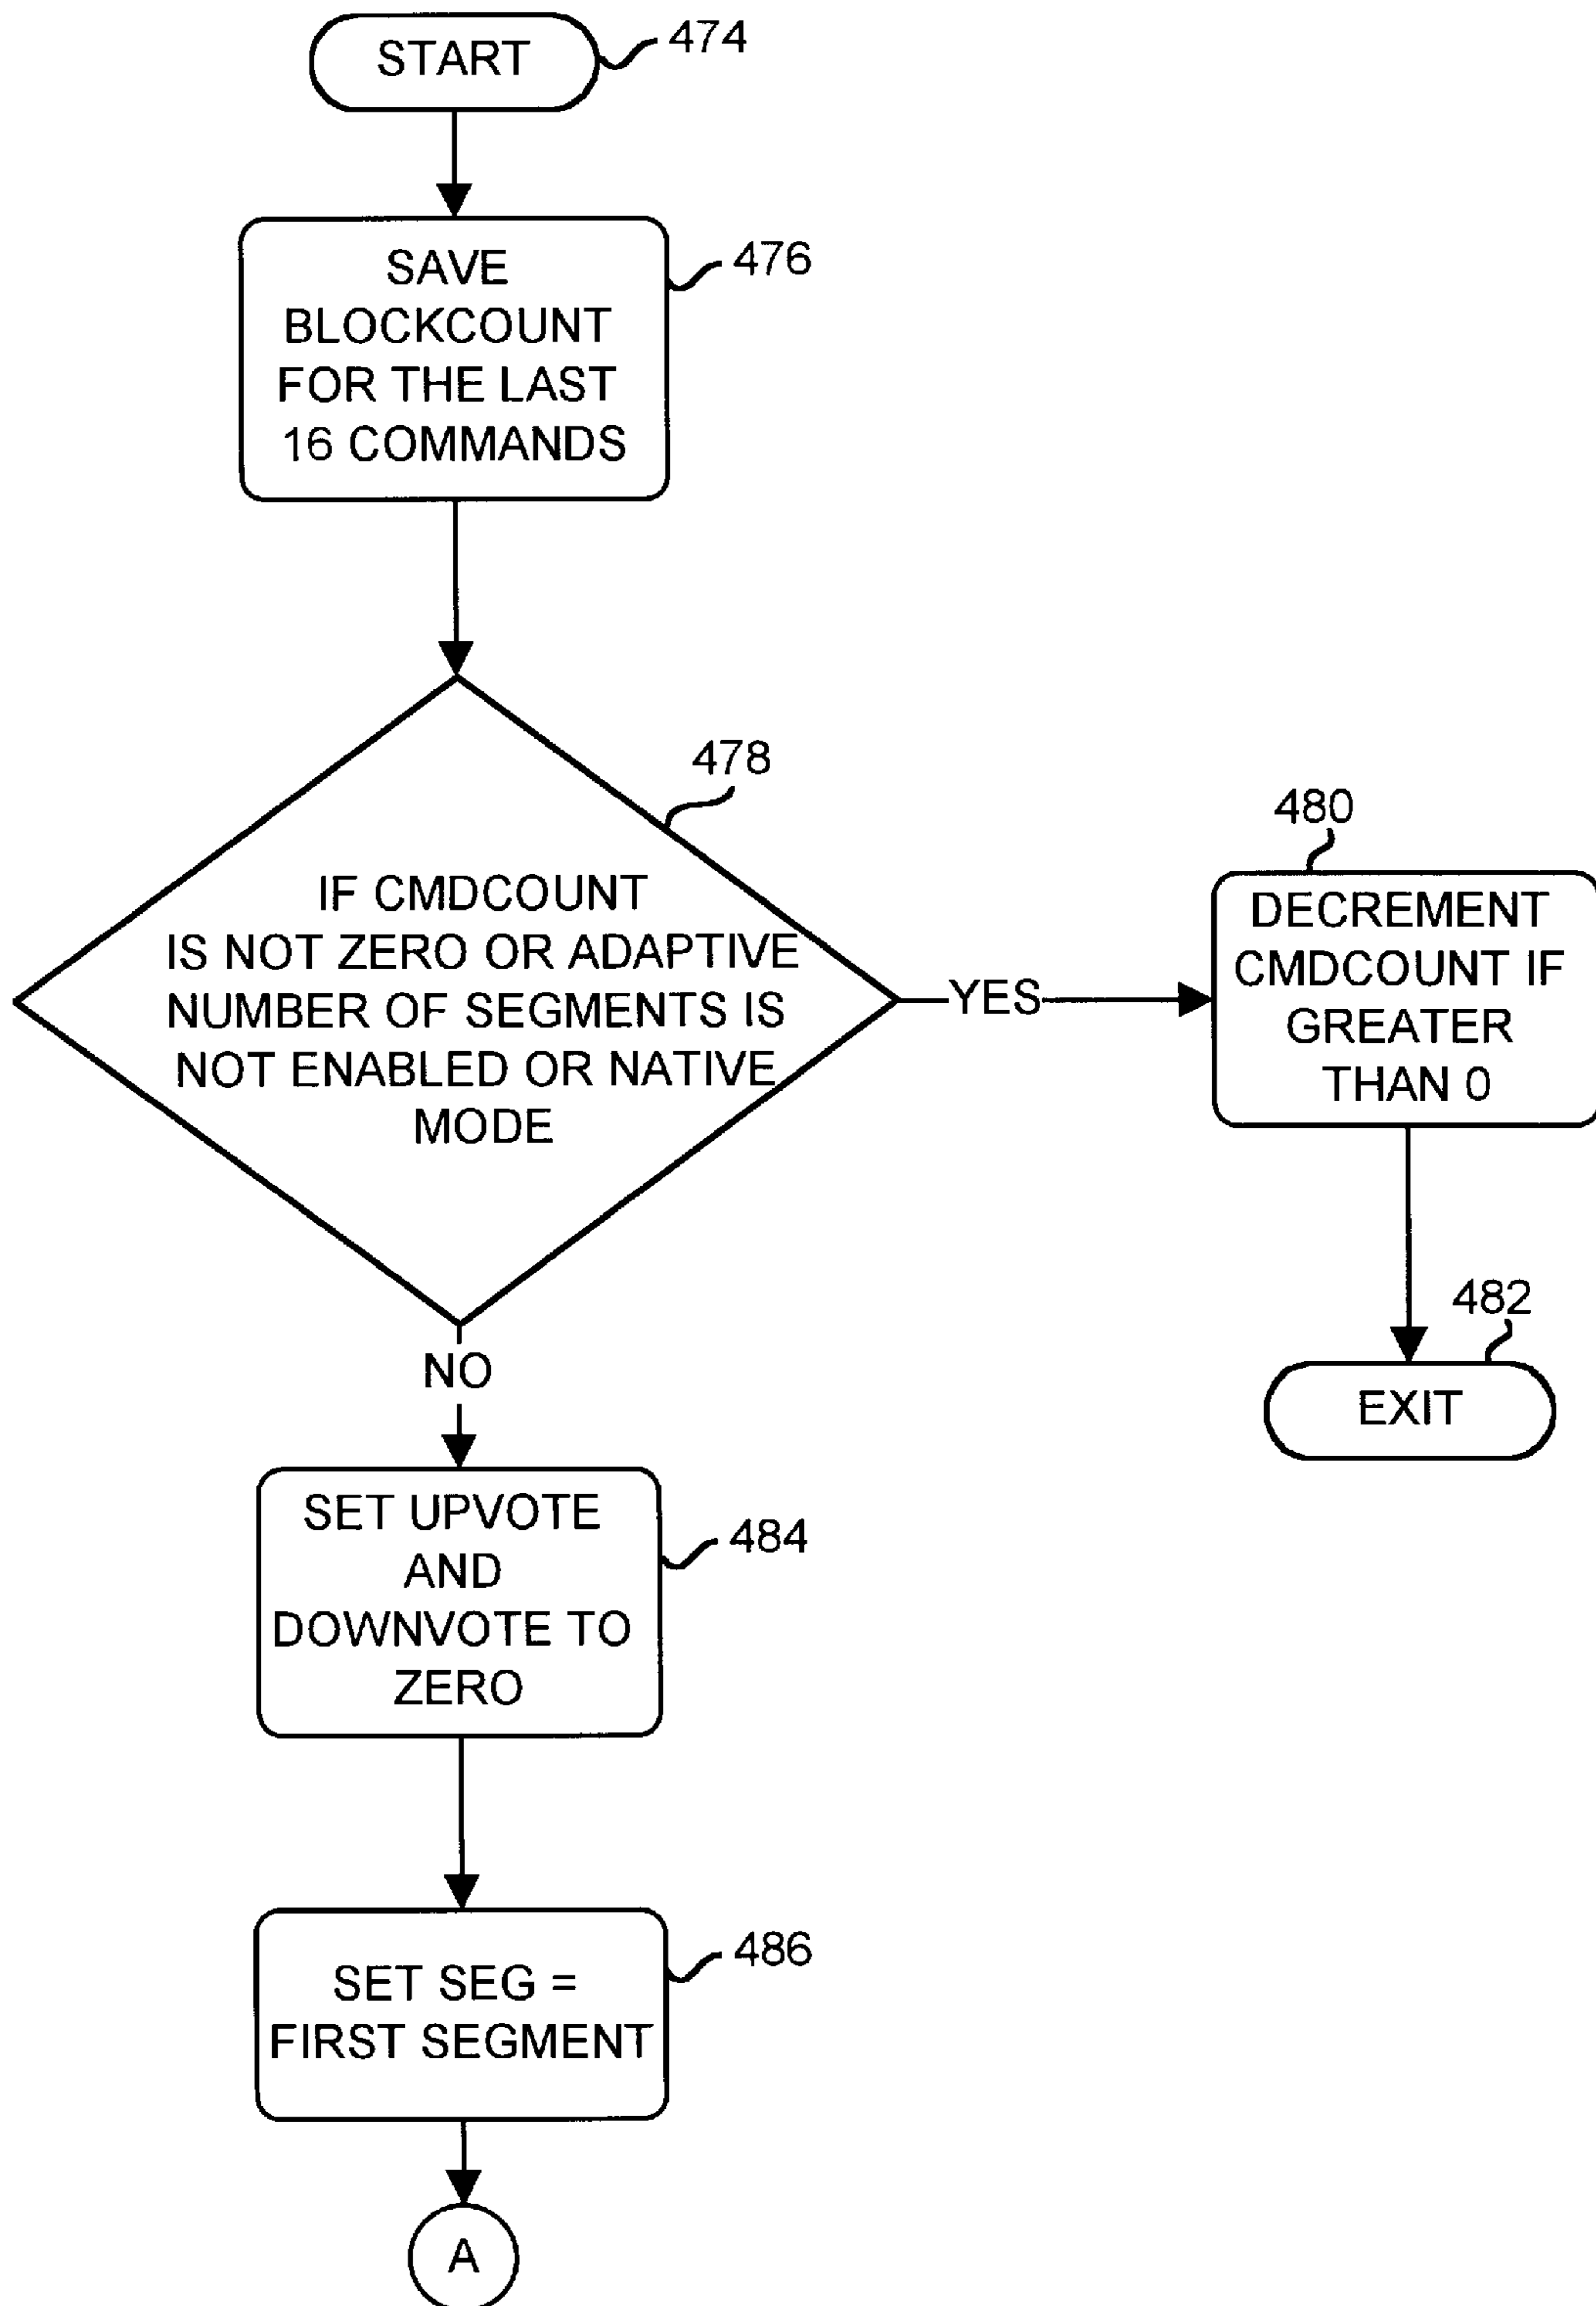 START
474
SAVE
BLOCKCOUNT
FOR THE LAST
16 COMMANDS
476
478
IF CMDCOUNT
IS NOT ZERO OR ADAPTIVE
NUMBER OF SEGMENTS IS
NOT ENABLED OR NATIVE
MODE
YES
480
DECREMENT
CMDCOUNT IF
GREATER
THAN 0
482
EXIT
NO
SET UPVOTE
AND
DOWNVOTE TO
ZERO
484
SET SEG =
FIRST SEGMENT
486
A